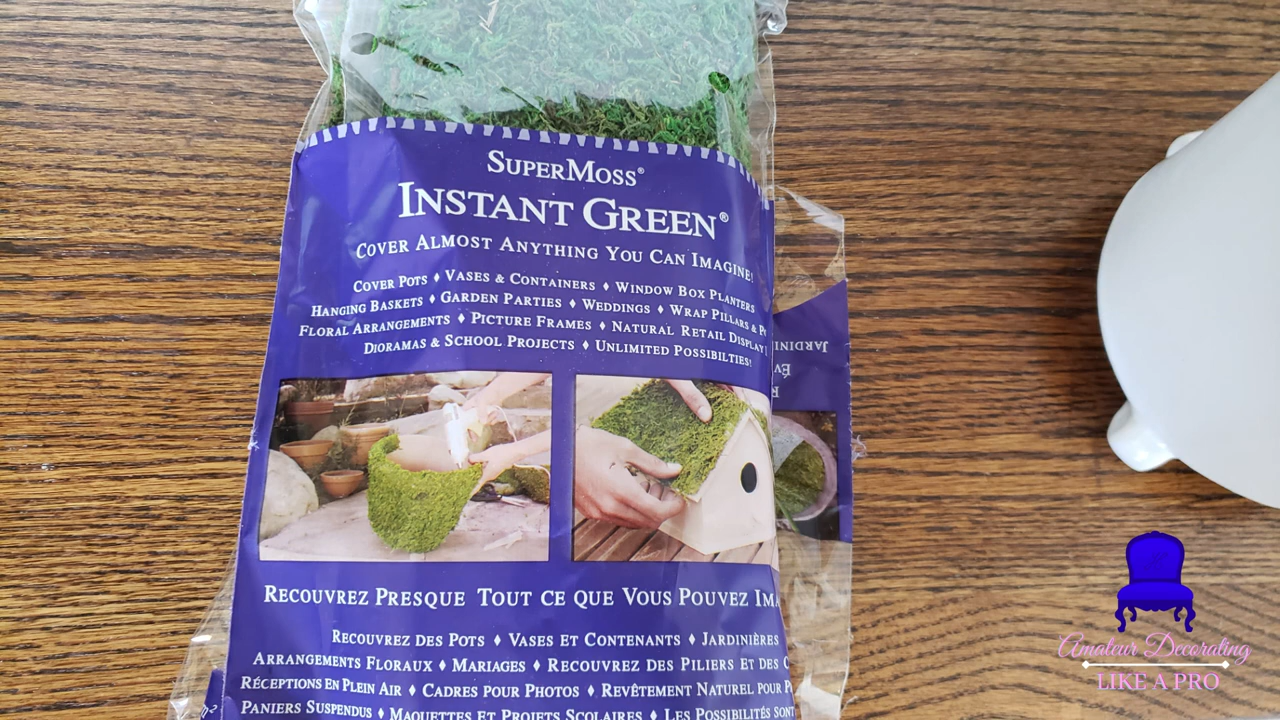 SUPERMOSS®
INSTANT GREEN®
COVER ALMOST ANYTHING YOU CAN IMAGINE!
COVER POTS ♦ VASES & CONTAINERS ♦ WINDOW BOX PLANTERS
HANGING BASKETS ♦ GARDEN PARTIES ♦ WEDDINGS ♦ WRAP PILLARS &
FLORAL ARRANGEMENTS ♦ PICTURE FRAMES ♦ NATURAL RETAIL DISPLAY
DIORAMAS & SCHOOL PROJECTS ♦ UNLIMITED POSSIBILTIES!
RECOUVREZ PRESQUE TOUT CE QUE VOUS POUVEZ IMA
RECOUVREZ DES POTS ♦ VASES ET CONTENANTS ♦ JARDINIÈRES
ARRANGEMENTS FLORAUX ♦ MARIAGES ♦ RECOUVREZ DES PILIERS ET DES
RÉCEPTIONS EN PLEIN AIR ♦ CADRES POUR PHOTOS ♦ REVÊTEMENT NATUREL POUR
PANIERS SUSPENDUS ♦ MAQUETTES ET PROJETS SCOLAIRES ♦ LES POSSIBILITÉS SONT
JARDINI
Amateur Decorating
LIKE A PRO